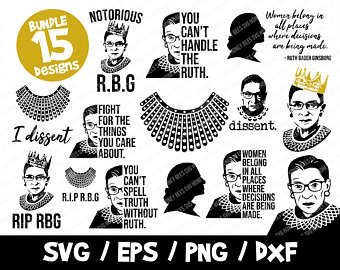 BUNDLE
15
DESIGNS
NOTORIOUS
R.B.G
YOU
CAN'T
HANDLE
THE
TRUTH.
Women belong in
all places
where decisions
are being made.
- RUTH BADER GINSBURG
I dissent
FIGHT
FOR THE
THINGS
YOU CARE
ABOUT.
dissent.
RIP RBG
R.I.P R.B.G
YOU
CAN'T
SPELL
TRUTH
WITHOUT
RUTH.
WOMEN
BELONG
IN ALL
PLACES
WHERE
DECISIONS
ARE BEING
MADE.
SVG / EPS / PNG / DXF